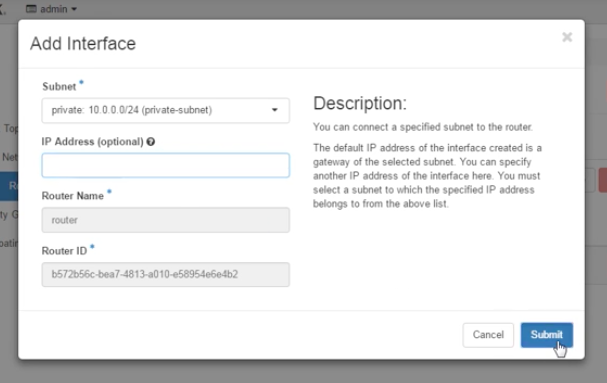 admin
Add Interface
×
Subnet *
private: 10.0.0.0/24 (private-subnet)
IP Address (optional)
Router Name *
router
Router ID *
b572b56c-bea7-4813-a010-e58954e6e4b2
Description:
You can connect a specified subnet to the router.
The default IP address of the interface created is a
gateway of the selected subnet. You can specify
another IP address of the interface here. You must
select a subnet to which the specified IP address
belongs to from the above list.
Cancel
Submit